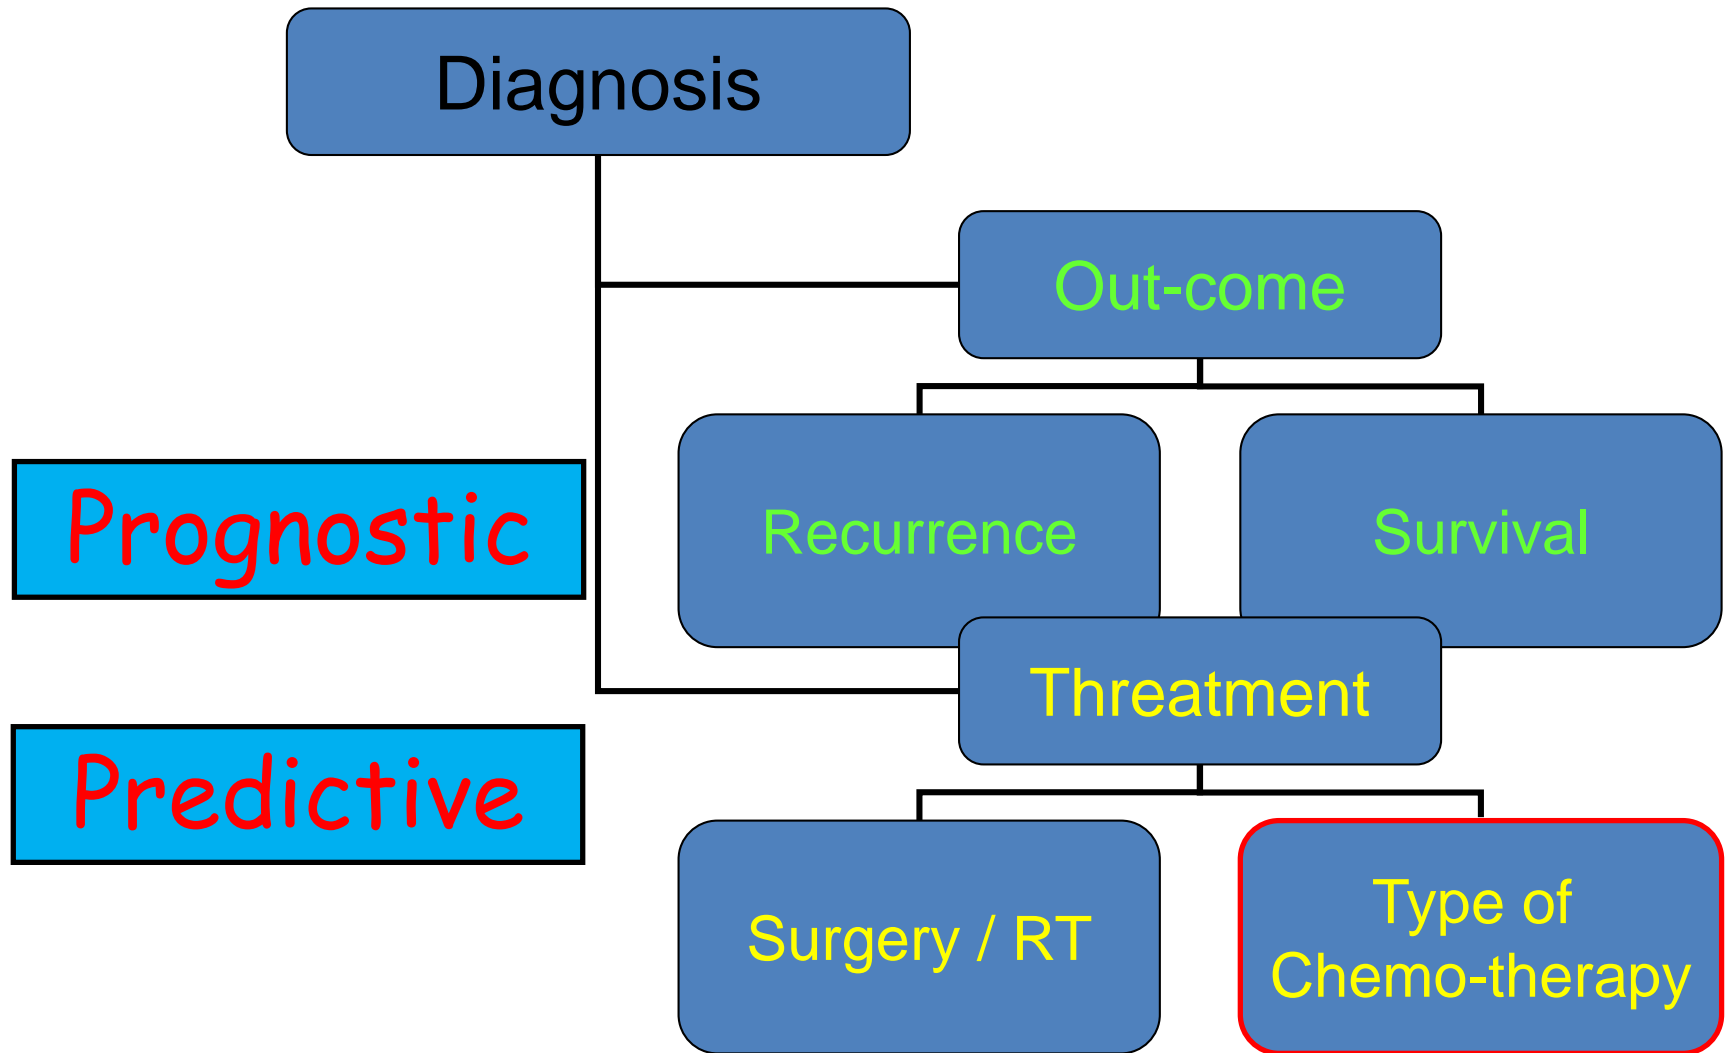 Diagnosis
Out-come
Prognostic
Recurrence
Survival
Threatment
Predictive
Surgery / RT
Type of
Chemo-therapy